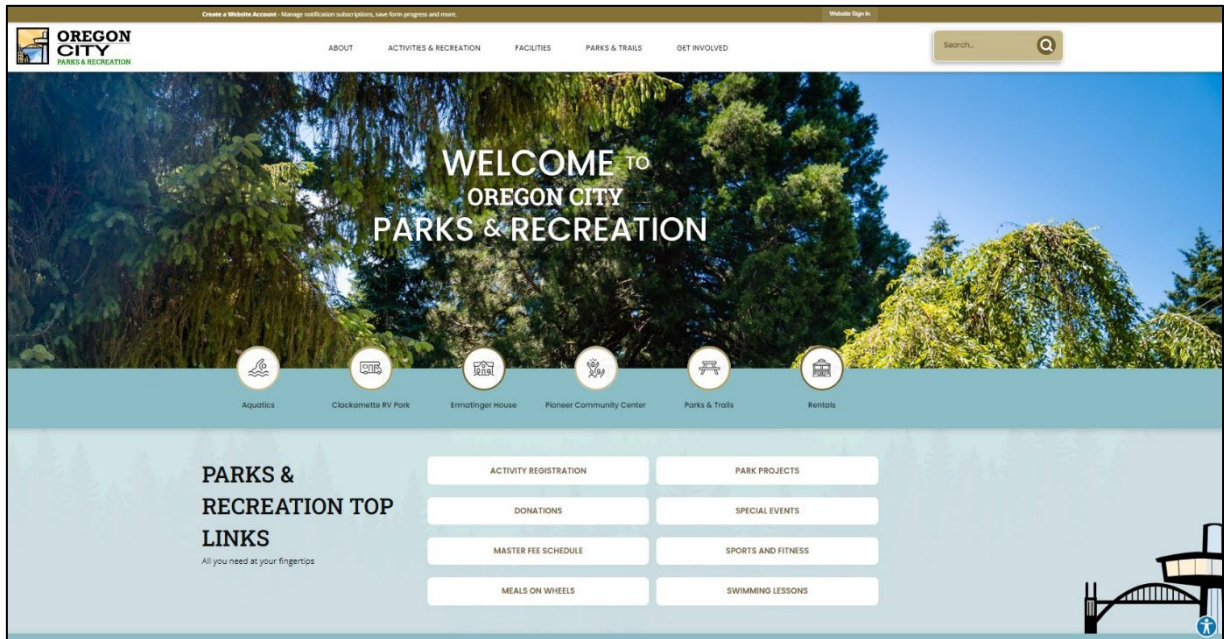 Create a Website Account - Manage notification subscriptions, save form progress and more.
Website Sign In
OREGON
CITY
PARKS & RECREATION
ABOUT
ACTIVITIES & RECREATION
FACILITIES
PARKS & TRAILS
GET INVOLVED
Search...
WELCOME TO
OREGON CITY
PARKS & RECREATION
Aquatics
Clackamette RV Park
Ermatinger House
Pioneer Community Center
Parks & Trails
Rentals
PARKS &
RECREATION TOP
LINKS
All you need at your fingertips
ACTIVITY REGISTRATION
PARK PROJECTS
DONATIONS
SPECIAL EVENTS
MASTER FEE SCHEDULE
SPORTS AND FITNESS
MEALS ON WHEELS
SWIMMING LESSONS